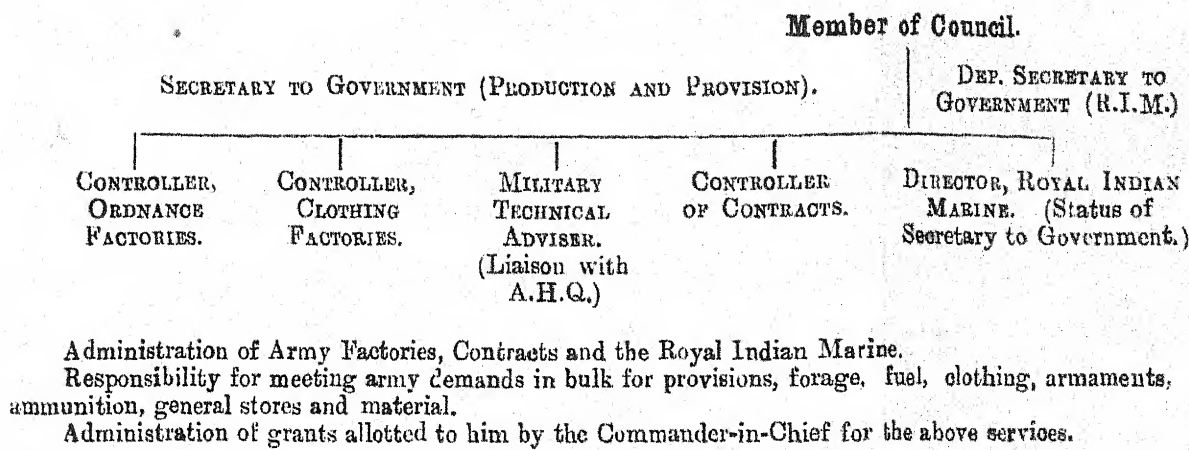 Member of Council.
SECRETARY TO GOVERNMENT (PRODUCTION AND PROVISION).
DEP. SECRETARY TO
GOVERNMENT (R.I.M.)
CONTROLLER,
ORDNANCE
FACTORIES.
CONTROLLER,
CLOTHING
FACTORIES.
MILITARY
TECHNICAL
ADVISER.
(Liaison with
A.H.Q.)
CONTROLLER
OF CONTRACTS.
DIRECTOR, ROYAL INDIAN
MARINE. (Status of
Secretary to Government.)
Administration of Army Factories, Contracts and the Royal Indian Marine.
Responsibility for meeting army demands in bulk for provisions, forage, fuel, clothing, armaments,
ammunition, general stores and material.
Administration of grants allotted to him by the Commander-in-Chief for the above services.